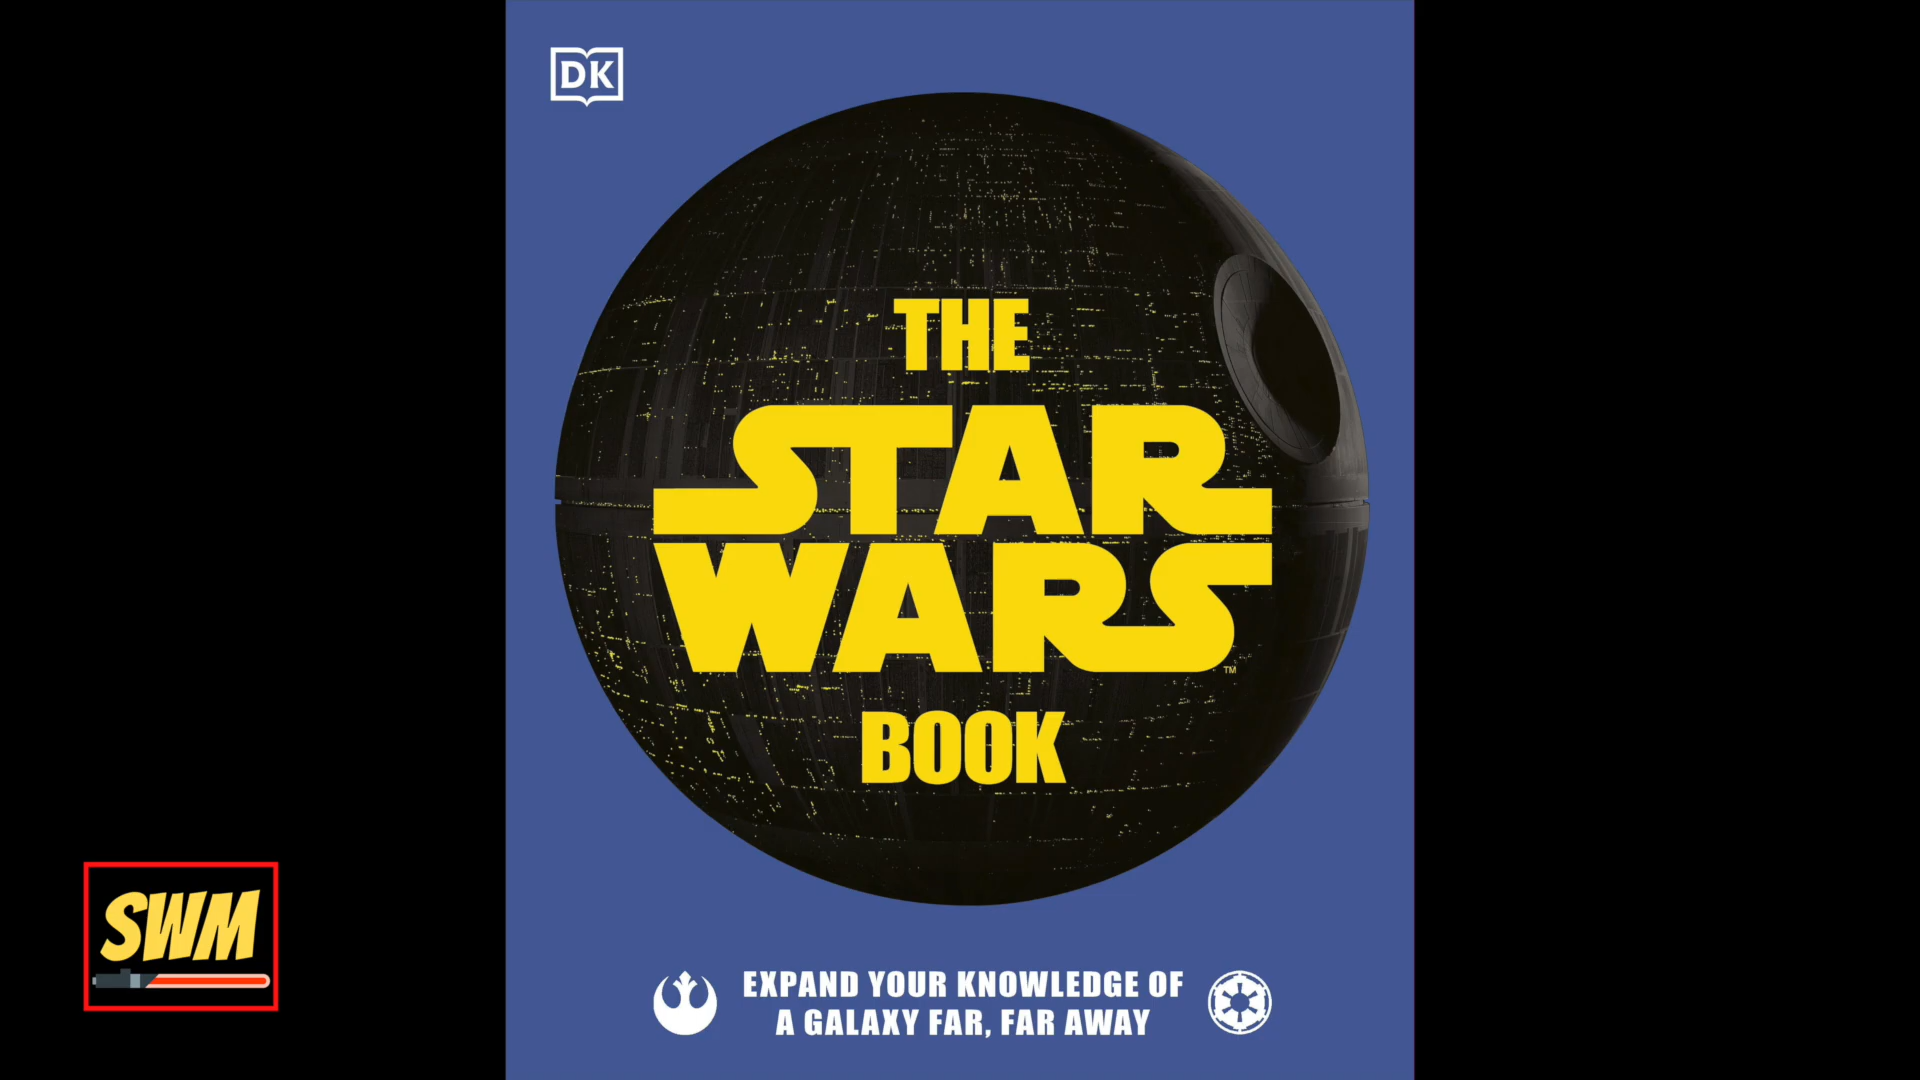 DK
THE
STAR
WARS
TM
BOOK
SWM
EXPAND YOUR KNOWLEDGE OF
A GALAXY FAR, FAR AWAY